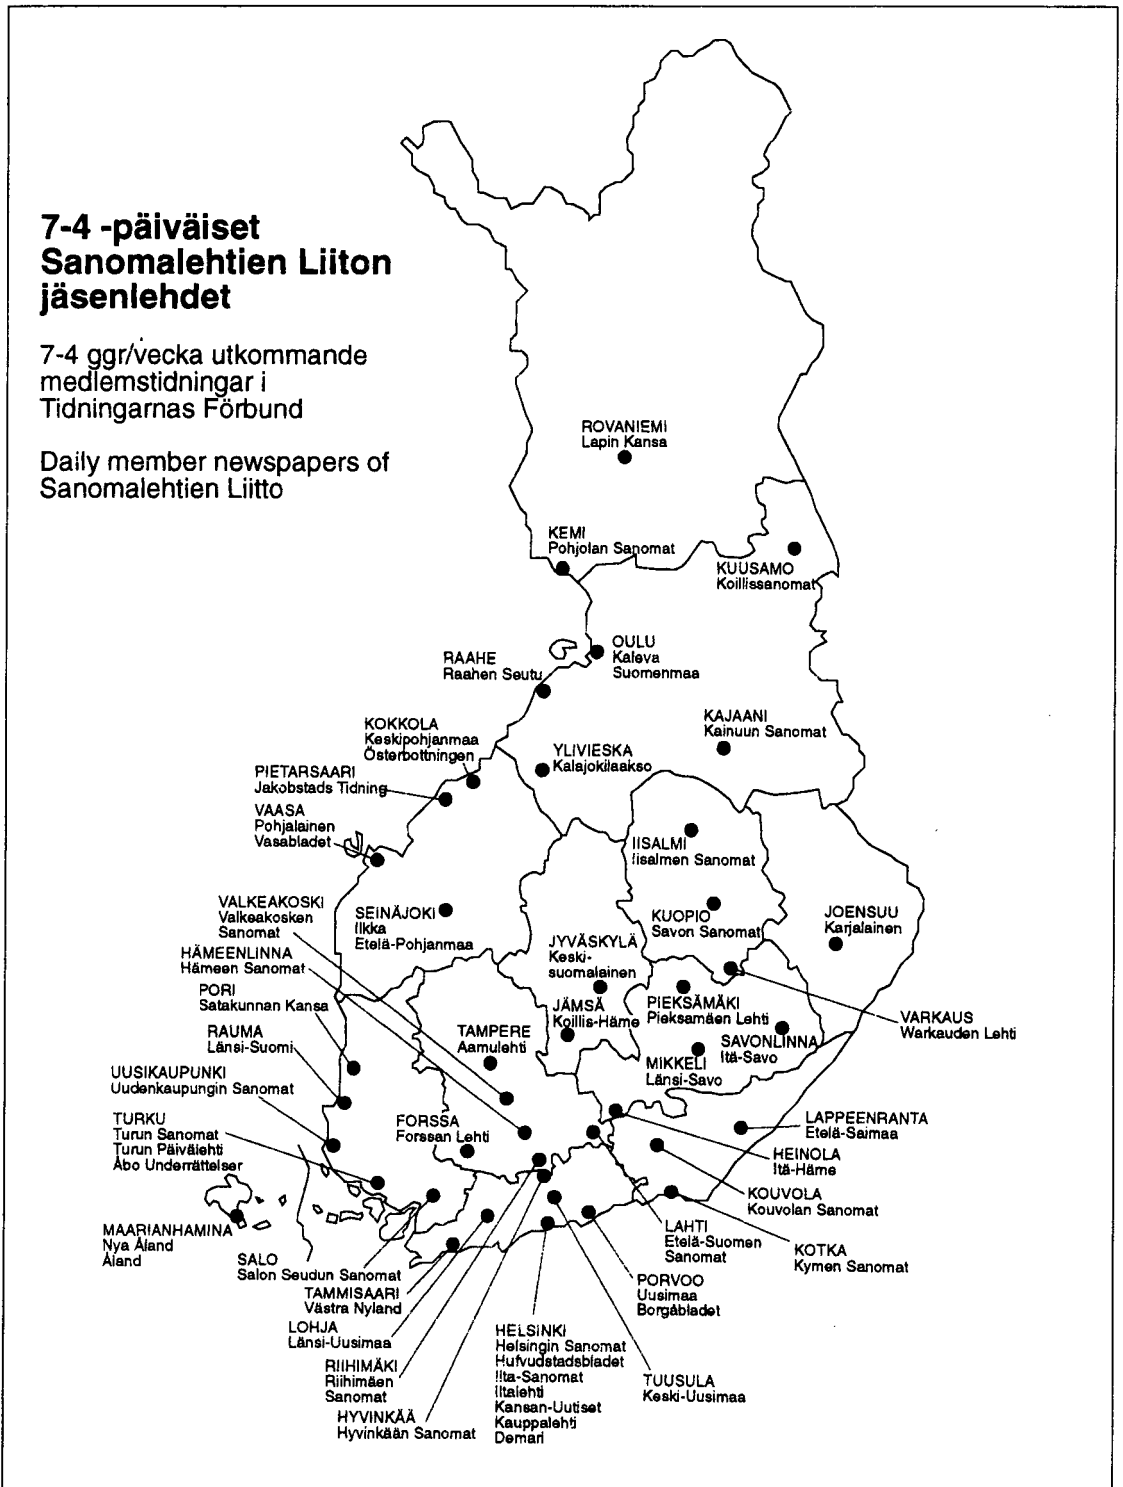 7-4 -päiväiset
Sanomalehtien Liiton
jäsenlehdet
7-4 ggr/vecka utkommande
medlemstidningar i
Tidningarnas Förbund
Daily member newspapers of
Sanomalehtien Liitto
ROVANIEMI
Lapin Kansa
KEMI
Pohjolan Sanomat
KUUSAMO
Koillissanomat
OULU
Kaleva
Suomenmaa
RAAHE
Raahen Seutu
KAJAANI
Kainuun Sanomat
KOKKOLA
Keskipohjanmaa
Österbottningen
YLIVIESKA
Kalajokilaakso
PIETARSAARI
Jakobstads Tidning
VAASA
Pohjalainen
Vasabladet
IISALMI
Iisalmen Sanomat
VALKEAKOSKI
Valkeakosken
Sanomat
SEINÄJOKI
Ilkka
Etelä-Pohjanmaa
KUOPIO
Savon Sanomat
JOENSUU
Karjalainen
HÄMEENLINNA
Hämeen Sanomat
JYVÄSKYLÄ
Keski-
suomalainen
PORI
Satakunnan Kansa
JÄMSÄ
Koillis-Häme
PIEKSÄMÄKI
Pieksamäen Lehti
VARKAUS
Warkauden Lehti
RAUMA
Länsi-Suomi
TAMPERE
Aamulehti
SAVONLINNA
Itä-Savo
MIKKELI
Länsi-Savo
UUSIKAUPUNKI
Uudenkaupungin Sanomat
TURKU
Turun Sanomat
Turun Päivälehti
Åbo Underrättelser
FORSSA
Forssan Lehti
LAPPEENRANTA
Etelä-Saimaa
HEINOLA
Itä-Häme
KOUVOLA
Kouvolan Sanomat
MAARIANHAMINA
Nya Åland
Åland
LAHTI
Etelä-Suomen
Sanomat
KOTKA
Kymen Sanomat
SALO
Salon Seudun Sanomat
PORVOO
Uusimaa
Borgåbladet
TAMMISAARI
Västra Nyland
LOHJA
Länsi-Uusimaa
HELSINKI
Helsingin Sanomat
Hufvudstadsbladet
Ilta-Sanomat
Iltalehti
Kansan-Uutiset
Kauppalehti
Demari
RIIHIMÄKI
Riihimäen
Sanomat
TUUSULA
Keski-Uusimaa
HYVINKÄÄ
Hyvinkään Sanomat